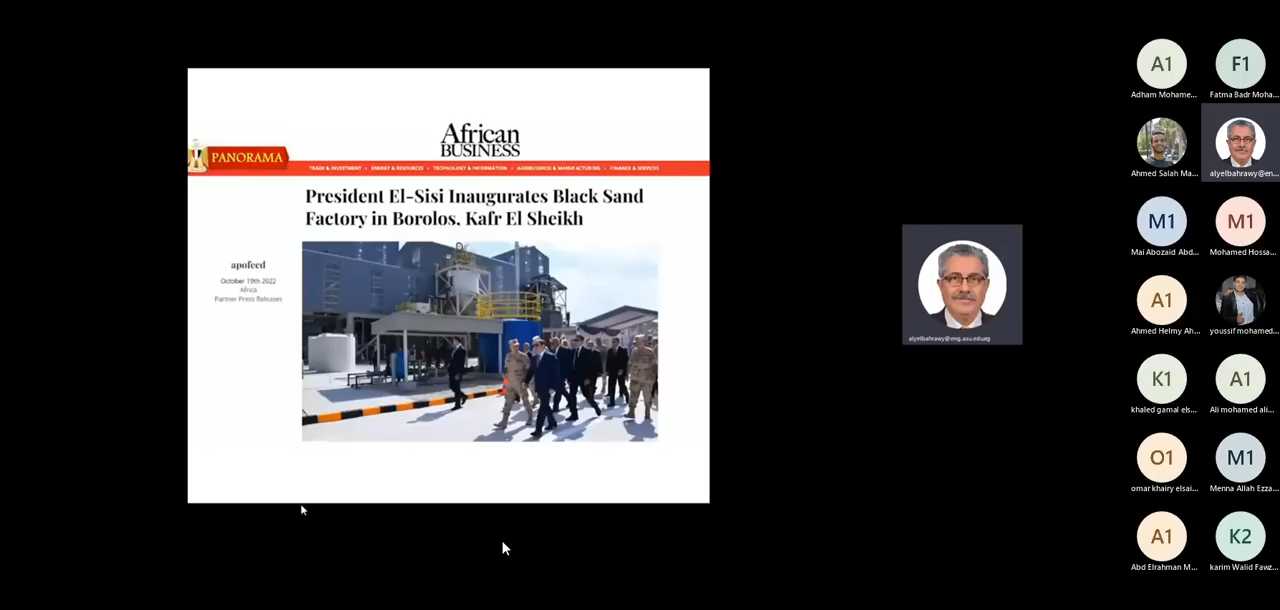 African
BUSINESS
PANORAMA
TRADE & INVESTMENT • ENERGY & RESOURCES • TECHNOLOGY & INFORMATION • AGRIBUSINESS & MANUFACTURING • FINANCE & SERVICES
President El-Sisi Inaugurates Black Sand
Factory in Borolos, Kafr El Sheikh
apofeed
October 19th 2022
Africa
Partner Press Releases
alyelbahrawy@eng.asu.edu.eg
A1
F1
Adham Mohame...
Fatma Badr Moha...
Ahmed Salah Ma...
alyelbahrawy@en...
M1
M1
Mai Abozaid Abd...
Mohamed Hossa...
A1
Ahmed Helmy Ah...
youssif mohamed...
K1
A1
khaled gamal els...
Ali mohamed ali...
O1
M1
omar khairy elsai...
Menna Allah Ezza...
A1
K2
Abd Elrahman M...
karim Walid Fawz...